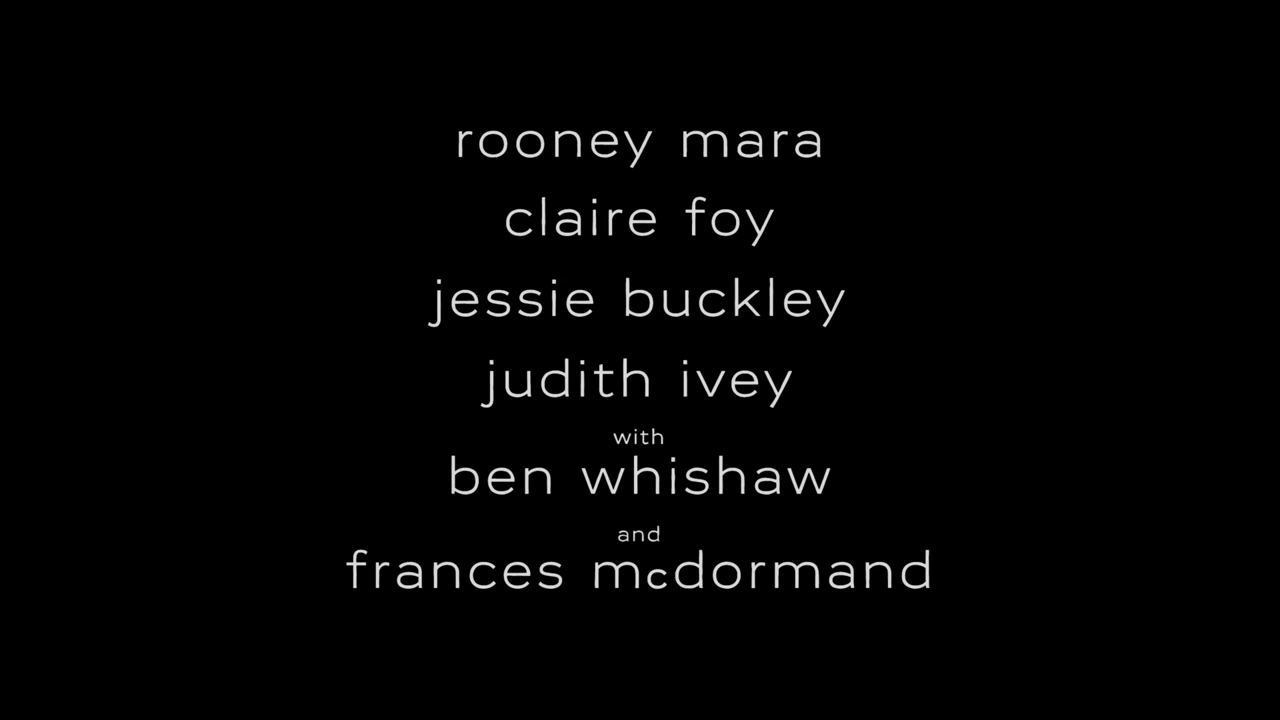 rooney mara
claire foy
jessie buckley
judith ivey
with
ben whishaw
and
frances mcdormand